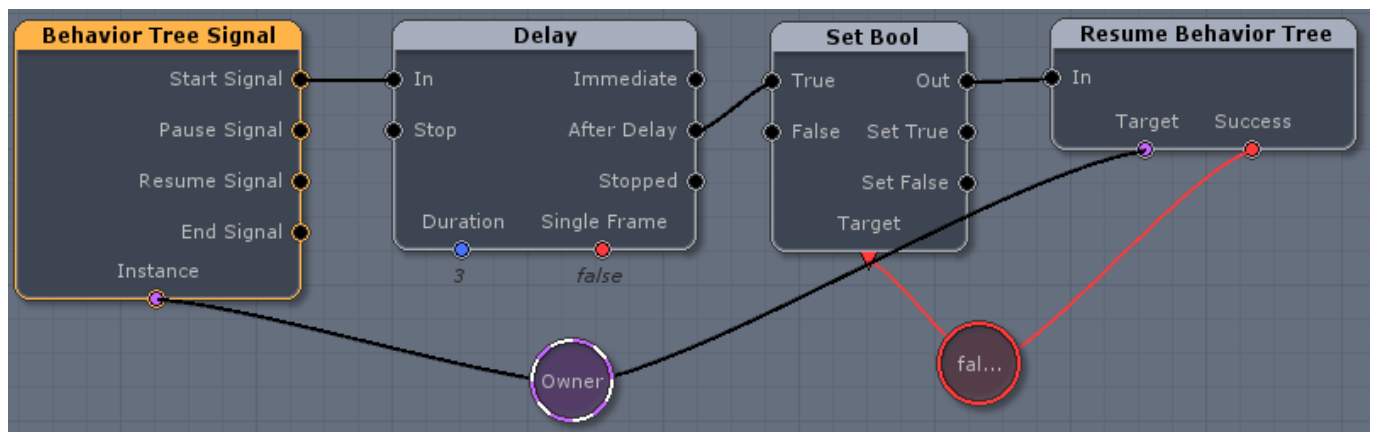 Behavior Tree Signal
Start Signal
Pause Signal
Resume Signal
End Signal
Instance
Delay
In
Immediate
Stop
After Delay
Stopped
Duration
Single Frame
3
false
Set Bool
True
Out
False
Set True
Set False
Target
Resume Behavior Tree
In
Target
Success
Owner
fal...